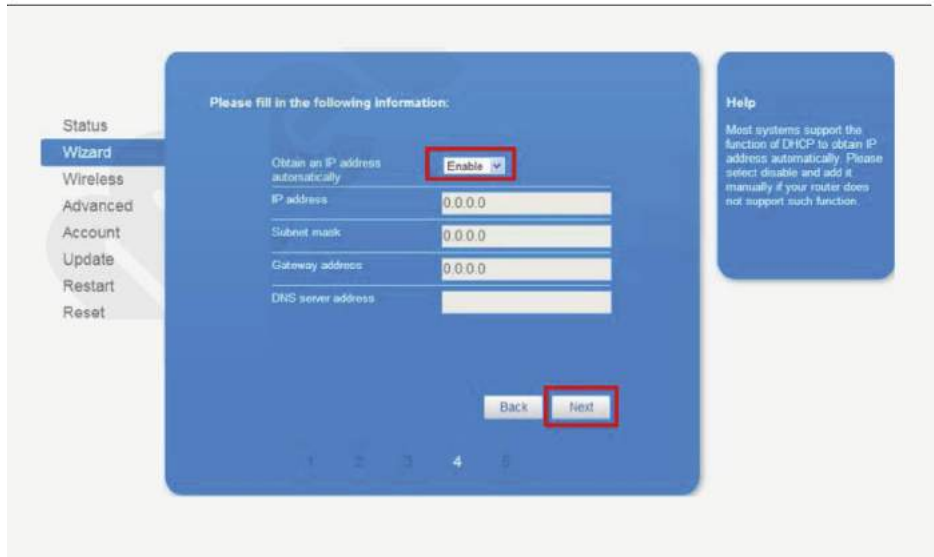 Status
Wizard
Wireless
Advanced
Account
Update
Restart
Reset
Please fill in the following information:
Obtain an IP address
automatically
Enable
IP address
0.0.0.0
Subnet mask
0.0.0.0
Gateway address
0.0.0.0
DNS server address
Back
Next
1 2 3 4 5
Help
Most systems support the
function of DHCP to obtain IP
address automatically. Please
select disable and add it
manually if your router does
not support such function.